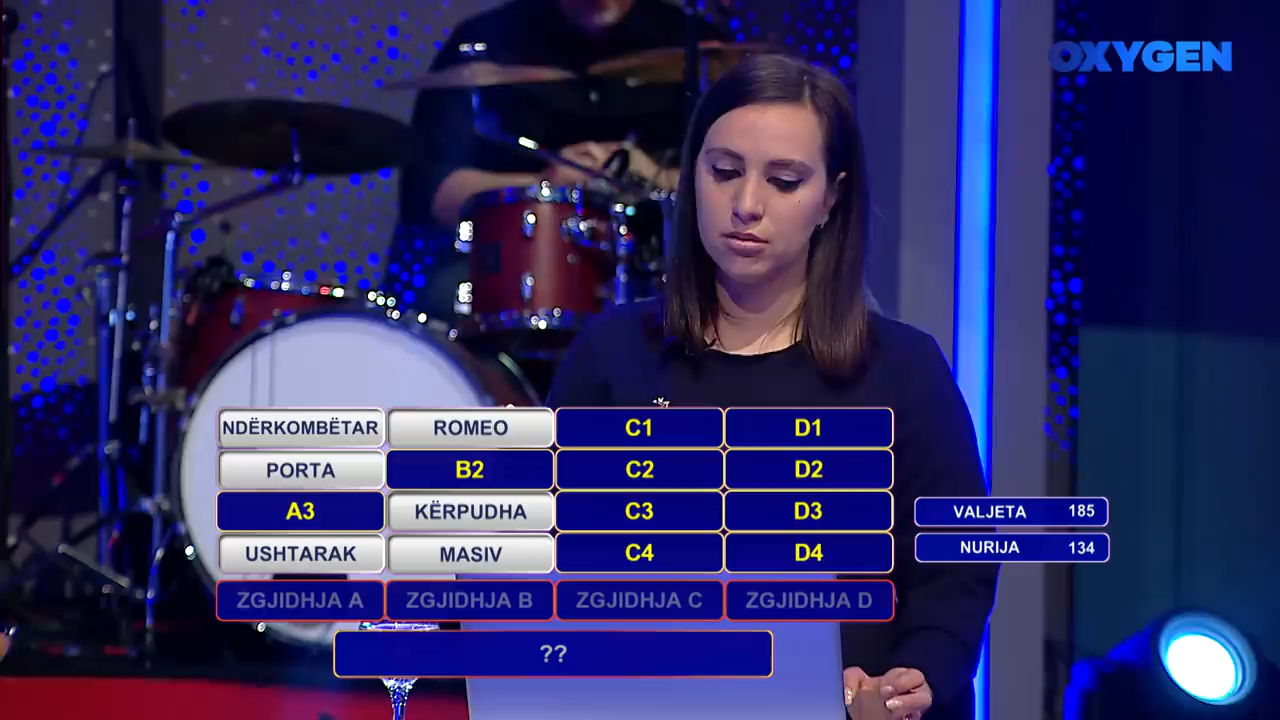 OXYGEN
NDËRKOMBËTAR ROMEO C1 D1
PORTA B2 C2 D2
A3 KËRPUDHA C3 D3
USHTARAK MASIV C4 D4
ZGJIDHJA A ZGJIDHJA B ZGJIDHJA C ZGJIDHJA D
??
VALJETA 185
NURIJA 134